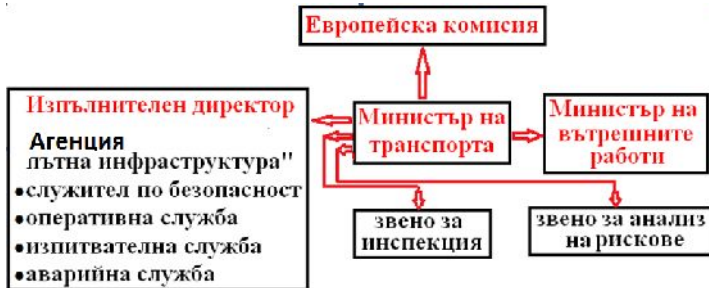 Европейска комисия
Изпълнителен директор
Агенция
пътна инфраструктура"
•служител по безопасност
•оперативна служба
•изпитвателна служба
•аварийна служба
Министър на
транспорта
Министър на
вътрешните
работи
звено за
инспекция
звено за анализ
на рискове